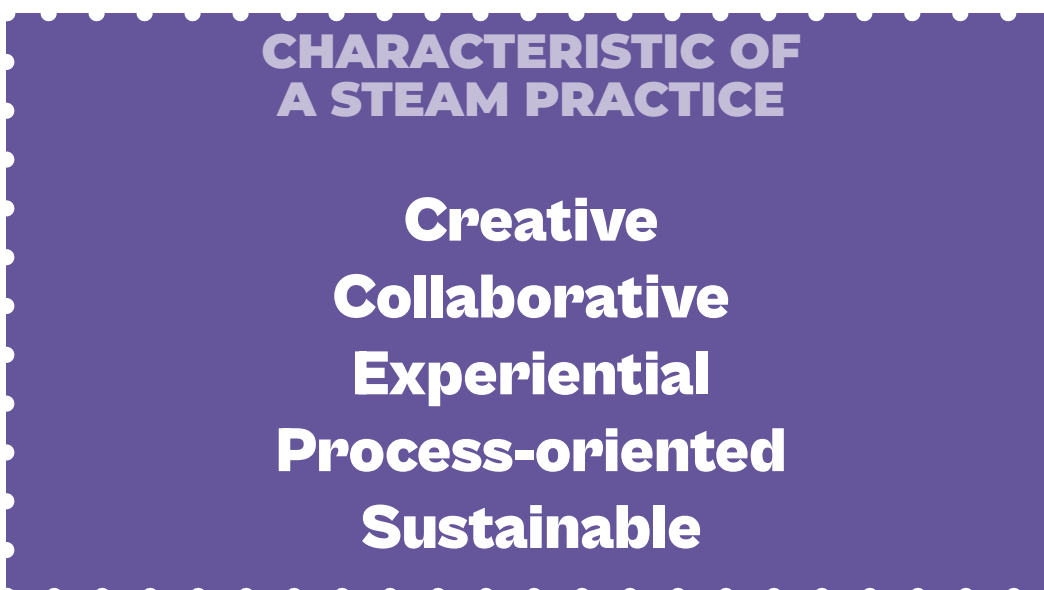 CHARACTERISTIC OF
A STEAM PRACTICE
Creative
Collaborative
Experiential
Process-oriented
Sustainable